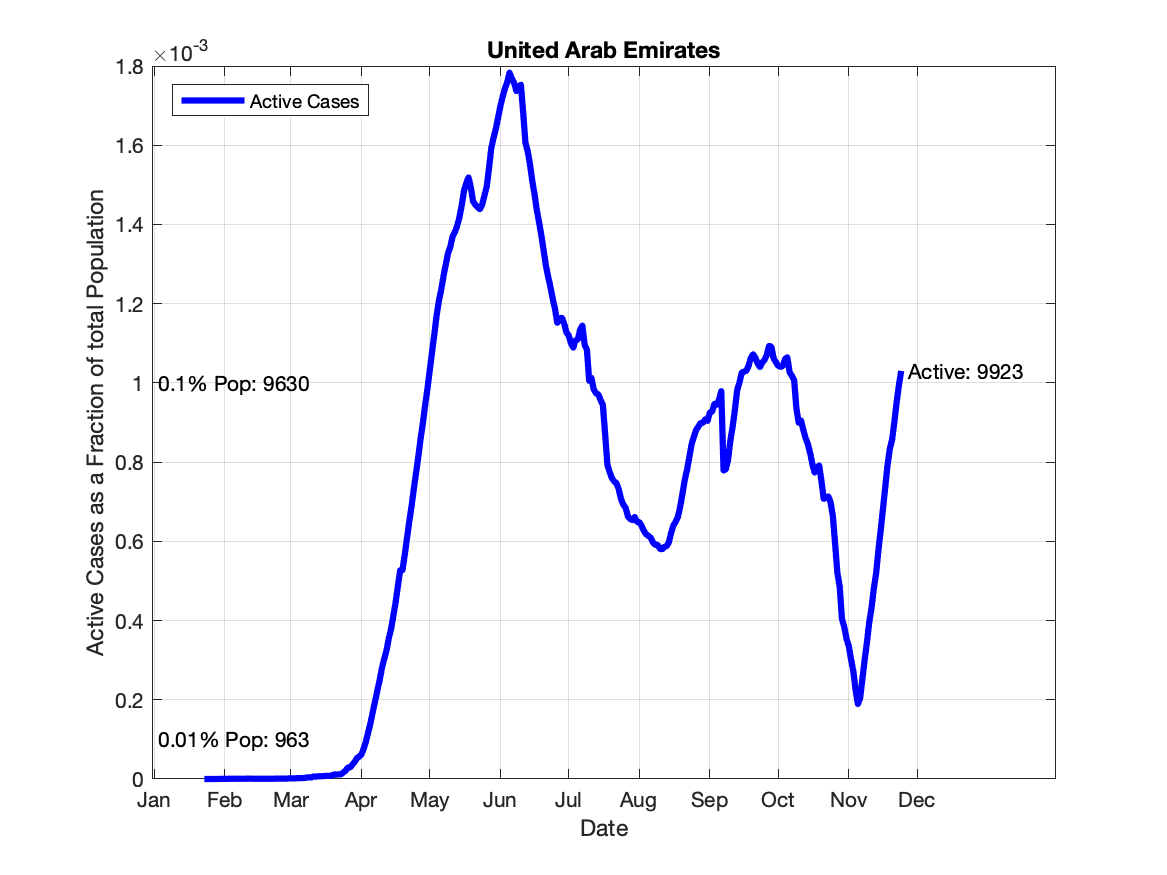 United Arab Emirates
×10-3
1.8
1.6
1.4
1.2
1
0.8
0.6
0.4
0.2
0
Active Cases
0.1% Pop: 9630
0.01% Pop: 963
Active: 9923
Active Cases as a Fraction of total Population
Jan Feb Mar Apr May Jun Jul Aug Sep Oct Nov Dec
Date